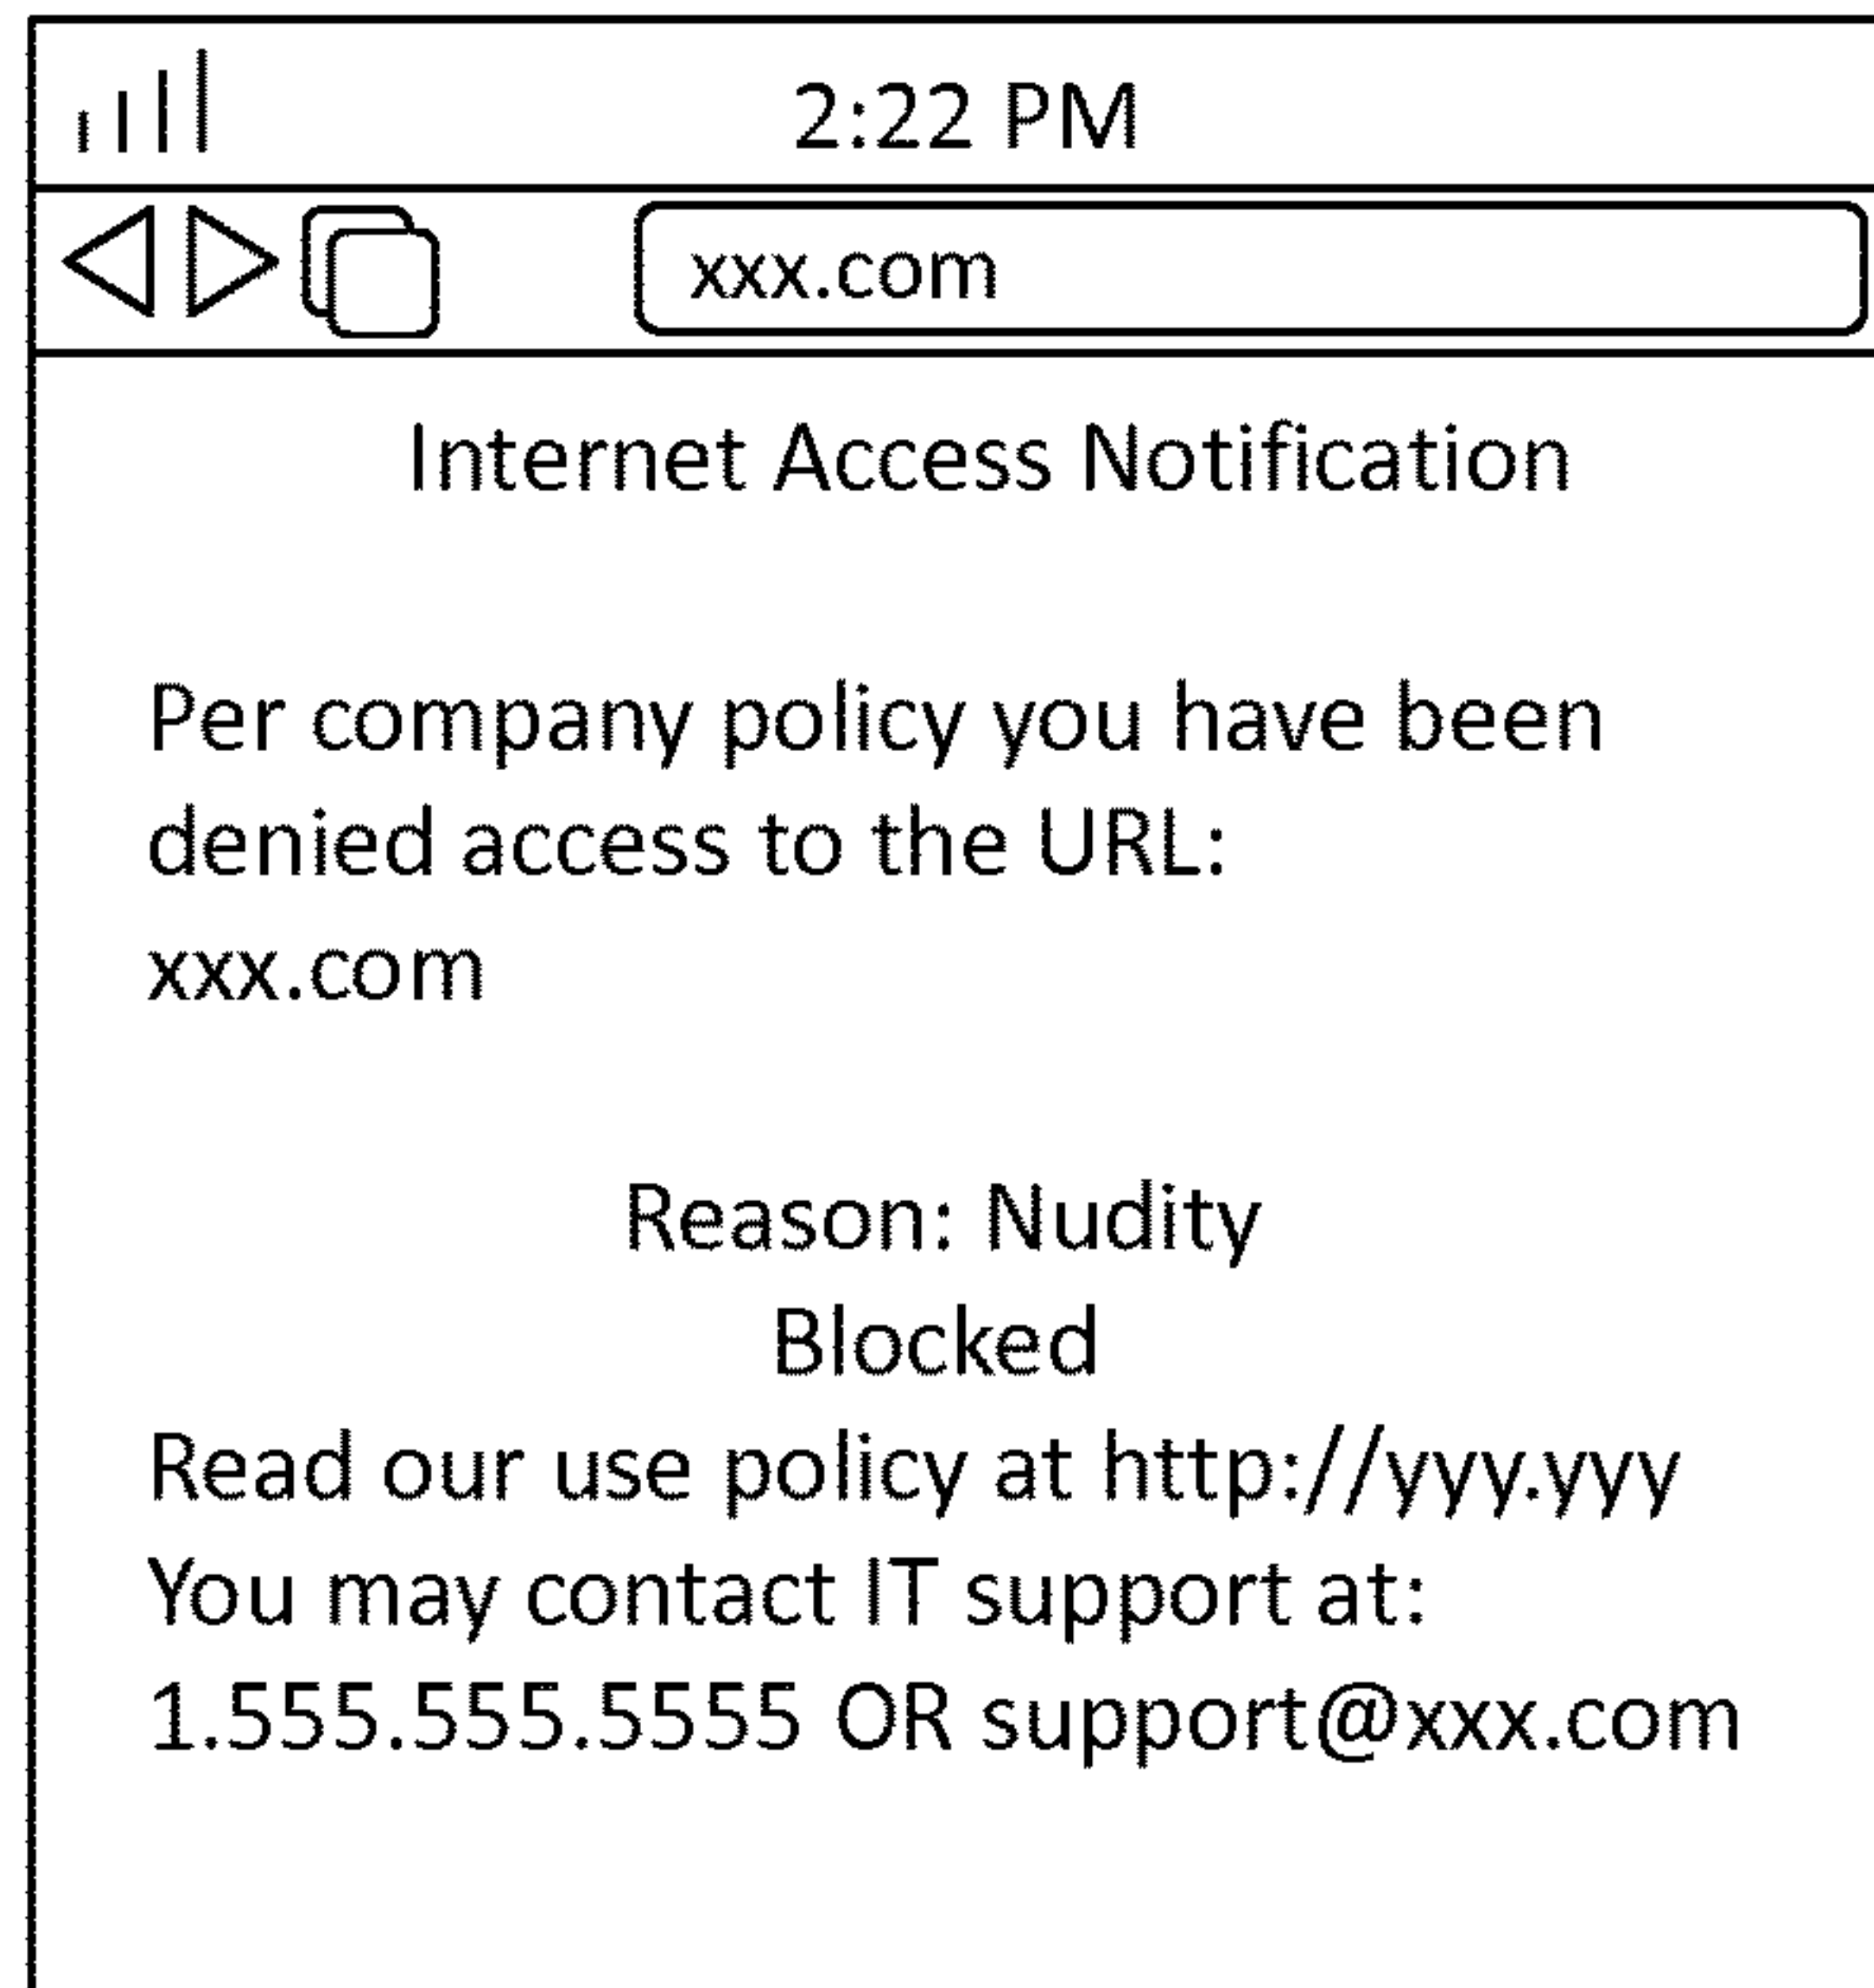 2:22 PM
xxx.com
Internet Access Notification
Per company policy you have been
denied access to the URL:
xxx.com
Reason: Nudity
Blocked
Read our use policy at http://yyy.yyy
You may contact IT support at:
1.555.555.5555 OR support@xxx.com